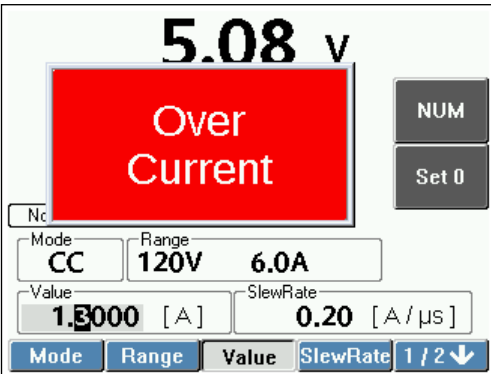 5.08 V
Over
Current
NUM
Set 0
Mode
CC
Range
120V 6.0A
Value
1.3000 [A]
SlewRate
0.20 [A/µs]
Mode Range Value SlewRate 1/2